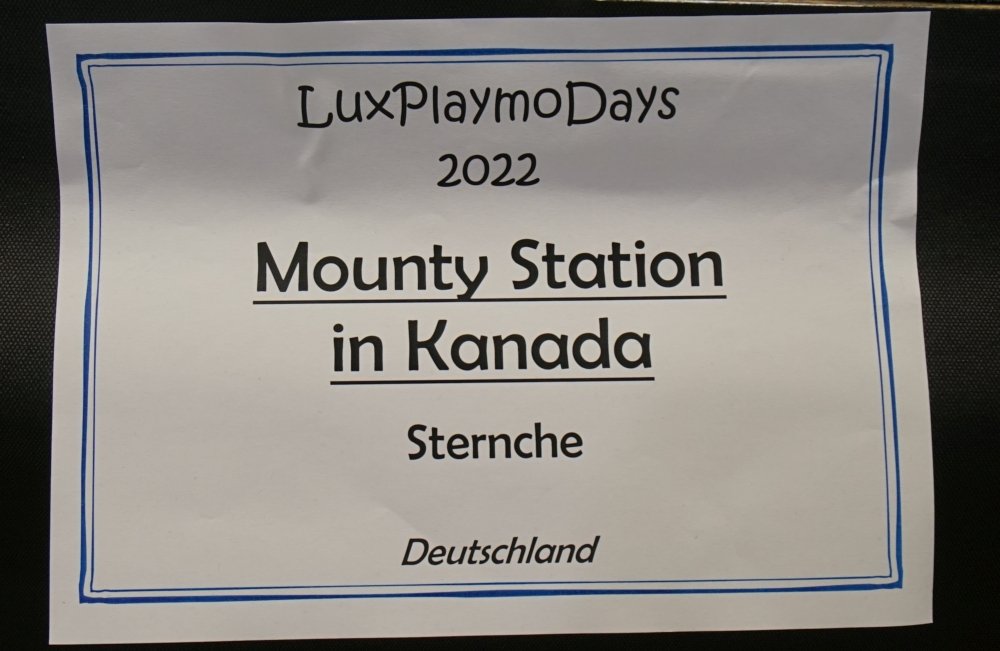 LuxPlaymoDays
2022
Mounty Station
in Kanada
Sternche
Deutschland